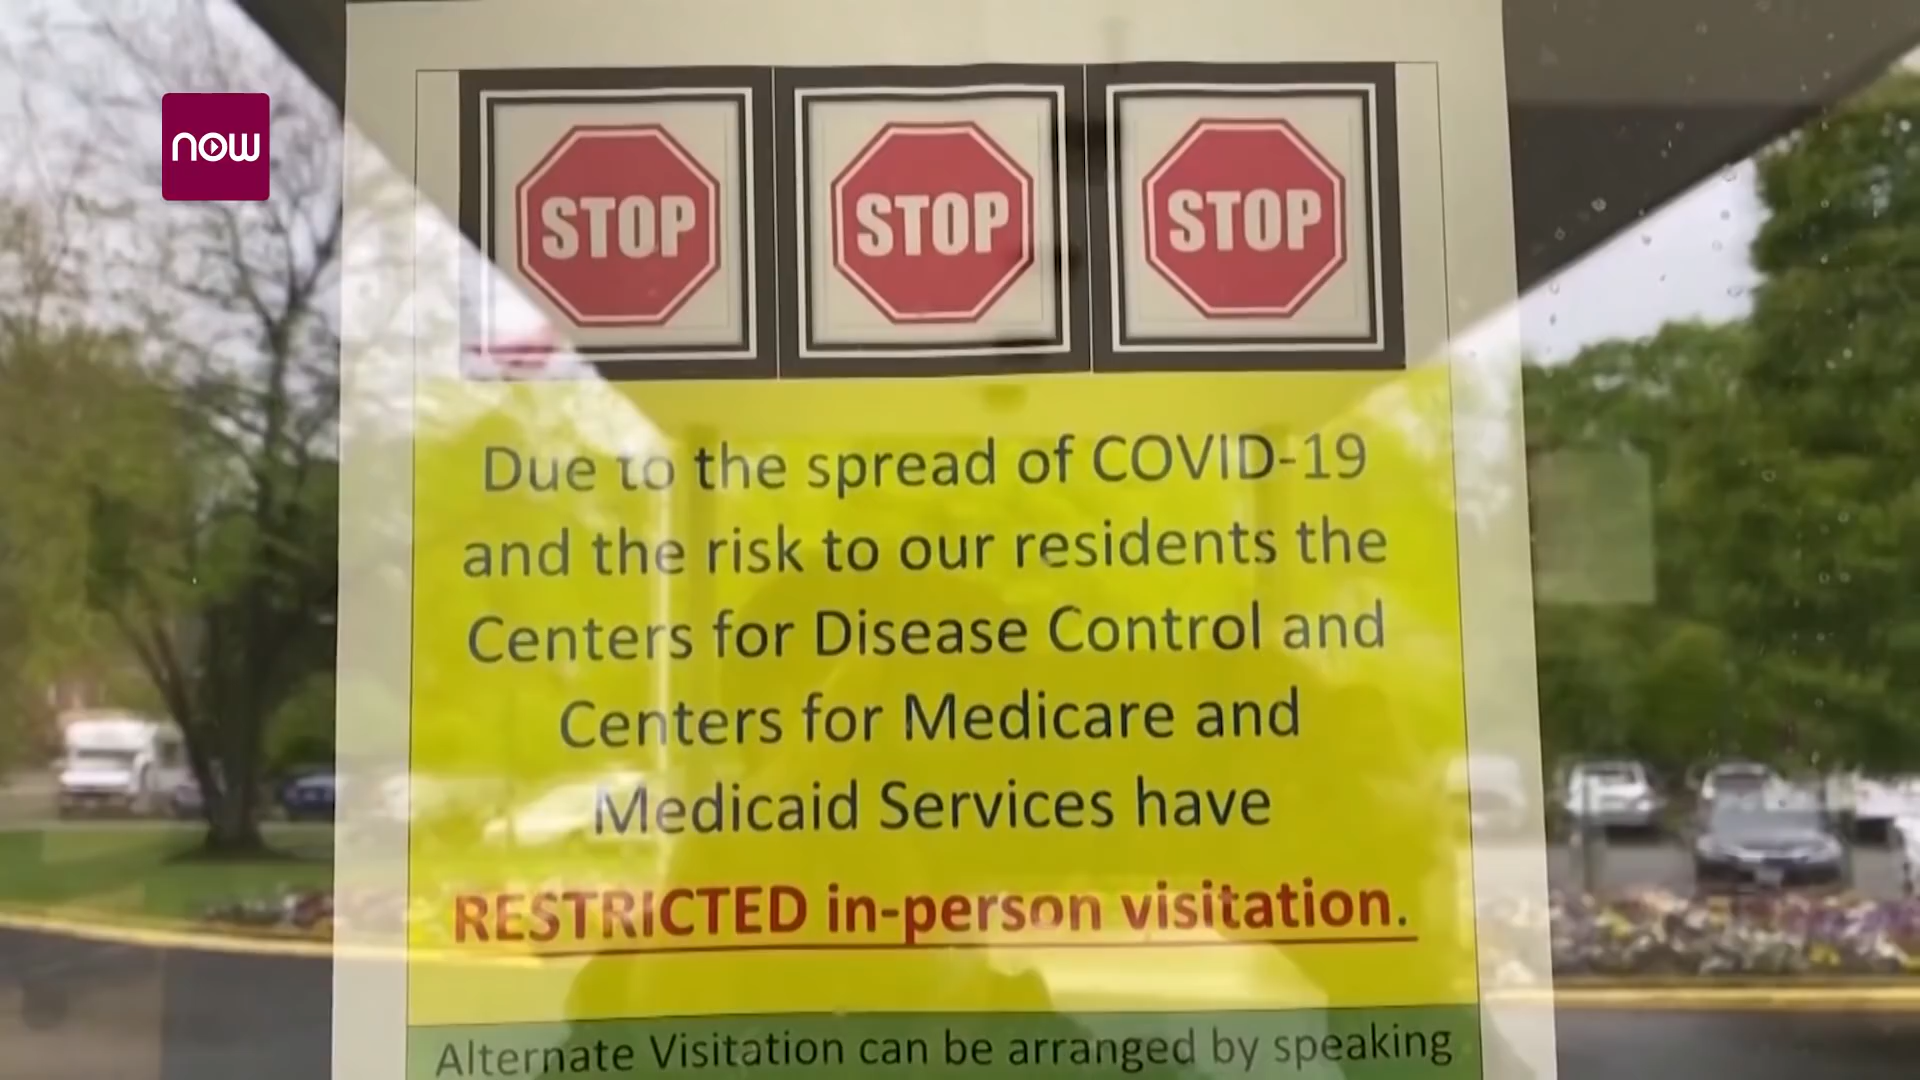 now
STOP STOP STOP
Due to the spread of COVID-19
and the risk to our residents the
Centers for Disease Control and
Centers for Medicare and
Medicaid Services have
RESTRICTED in-person visitation.
Alternate Visitation can be arranged by speaking